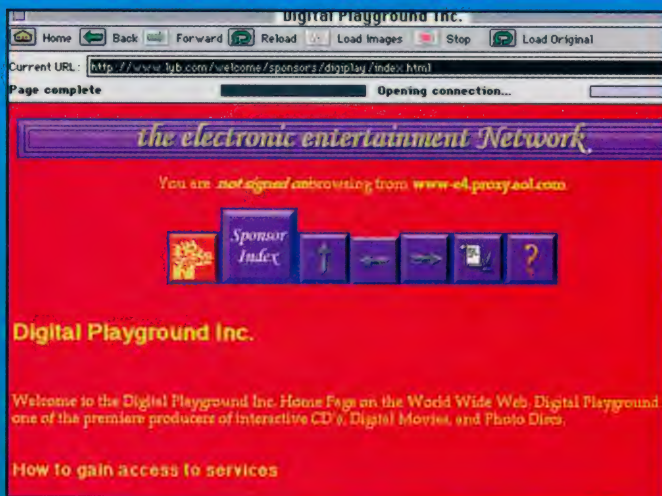 Digital Playground Inc.
Home Back Forward Reload Load Images Stop Load Original
Current URL: http://www.lyb.com/welcome/sponsors/digiplay/index.html
Page complete Opening connection...
the electronic entertainment Network
You are not signed on browsing from www-e4.proxy.aol.com
Sponsor
Index
?
Digital Playground Inc.
Welcome to the Digital Playground Inc. Home Page on the World Wide Web. Digital Playground
one of the premiere producers of interactive CD's, Digital Movies, and Photo Discs.
How to gain access to services